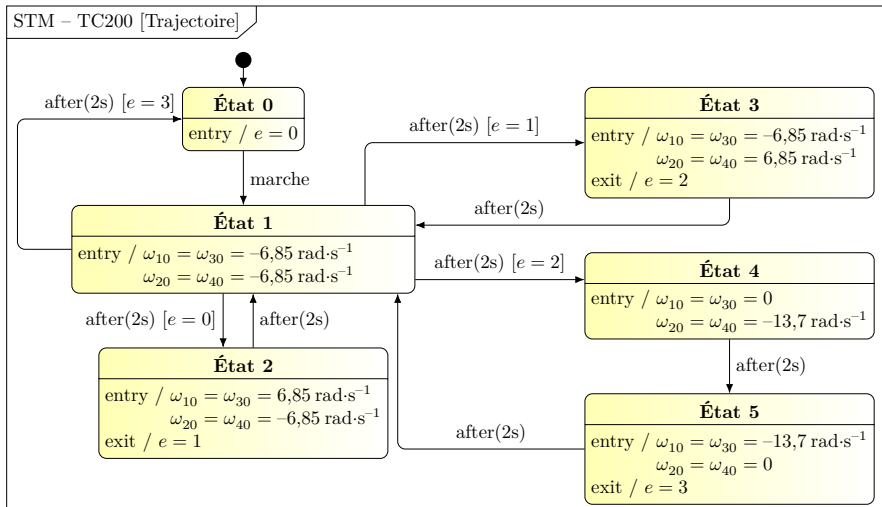 STM – TC200 [Trajectoire]
after(2s) [e = 3]
État 0
entry / e = 0
marche
after(2s) [e = 1]
État 3
entry / ω₁₀ = ω₃₀ = –6,85 rad·s⁻¹
ω₂₀ = ω₄₀ = 6,85 rad·s⁻¹
exit / e = 2
after(2s)
État 1
entry / ω₁₀ = ω₃₀ = –6,85 rad·s⁻¹
ω₂₀ = ω₄₀ = –6,85 rad·s⁻¹
after(2s) [e = 2]
État 4
entry / ω₁₀ = ω₃₀ = 0
ω₂₀ = ω₄₀ = –13,7 rad·s⁻¹
after(2s) [e = 0]
after(2s)
État 2
entry / ω₁₀ = ω₃₀ = 6,85 rad·s⁻¹
ω₂₀ = ω₄₀ = –6,85 rad·s⁻¹
exit / e = 1
after(2s)
after(2s)
État 5
entry / ω₁₀ = ω₃₀ = –13,7 rad·s⁻¹
ω₂₀ = ω₄₀ = 0
exit / e = 3